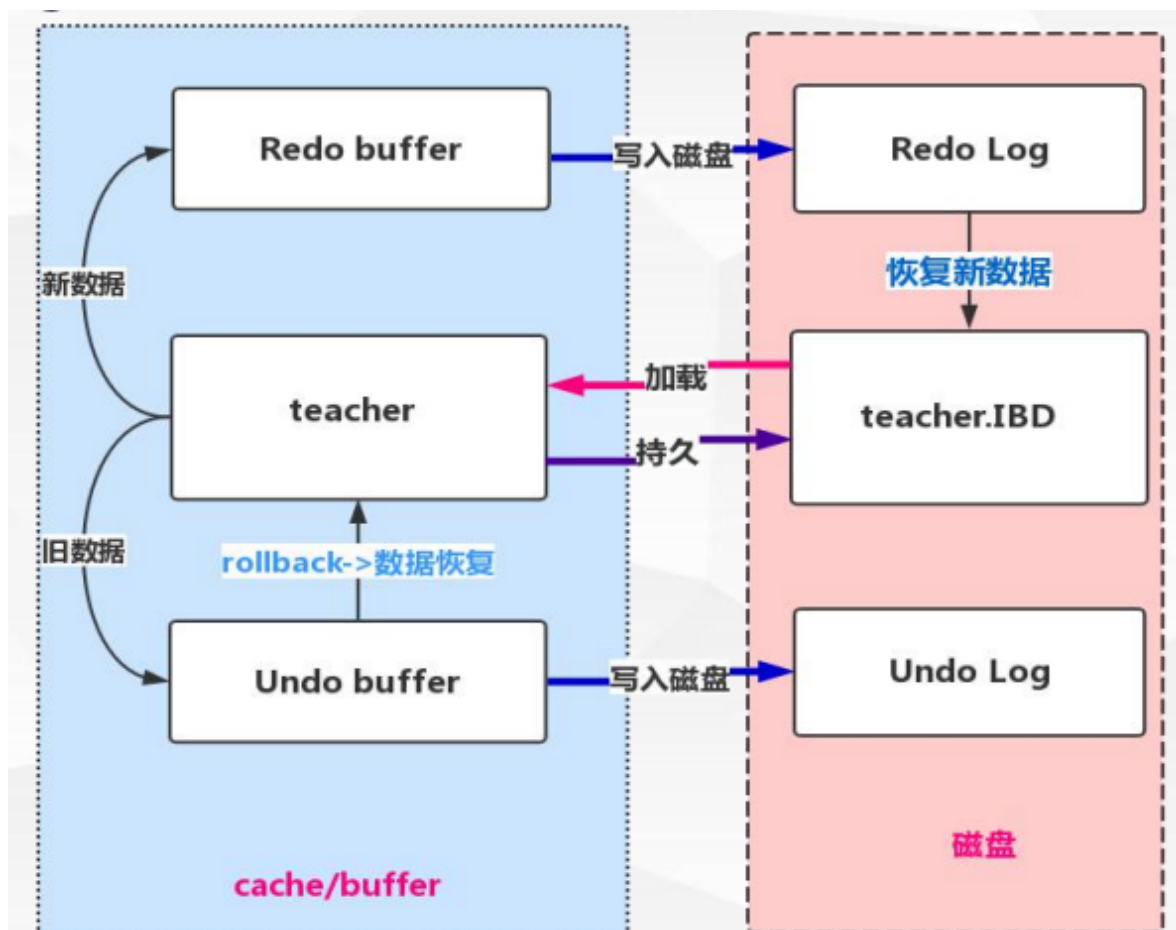 Redo buffer
写入磁盘
Redo Log
新数据
恢复新数据
teacher
加载
持久
teacher.IBD
旧数据
rollback->数据恢复
Undo buffer
写入磁盘
Undo Log
磁盘
cache/buffer